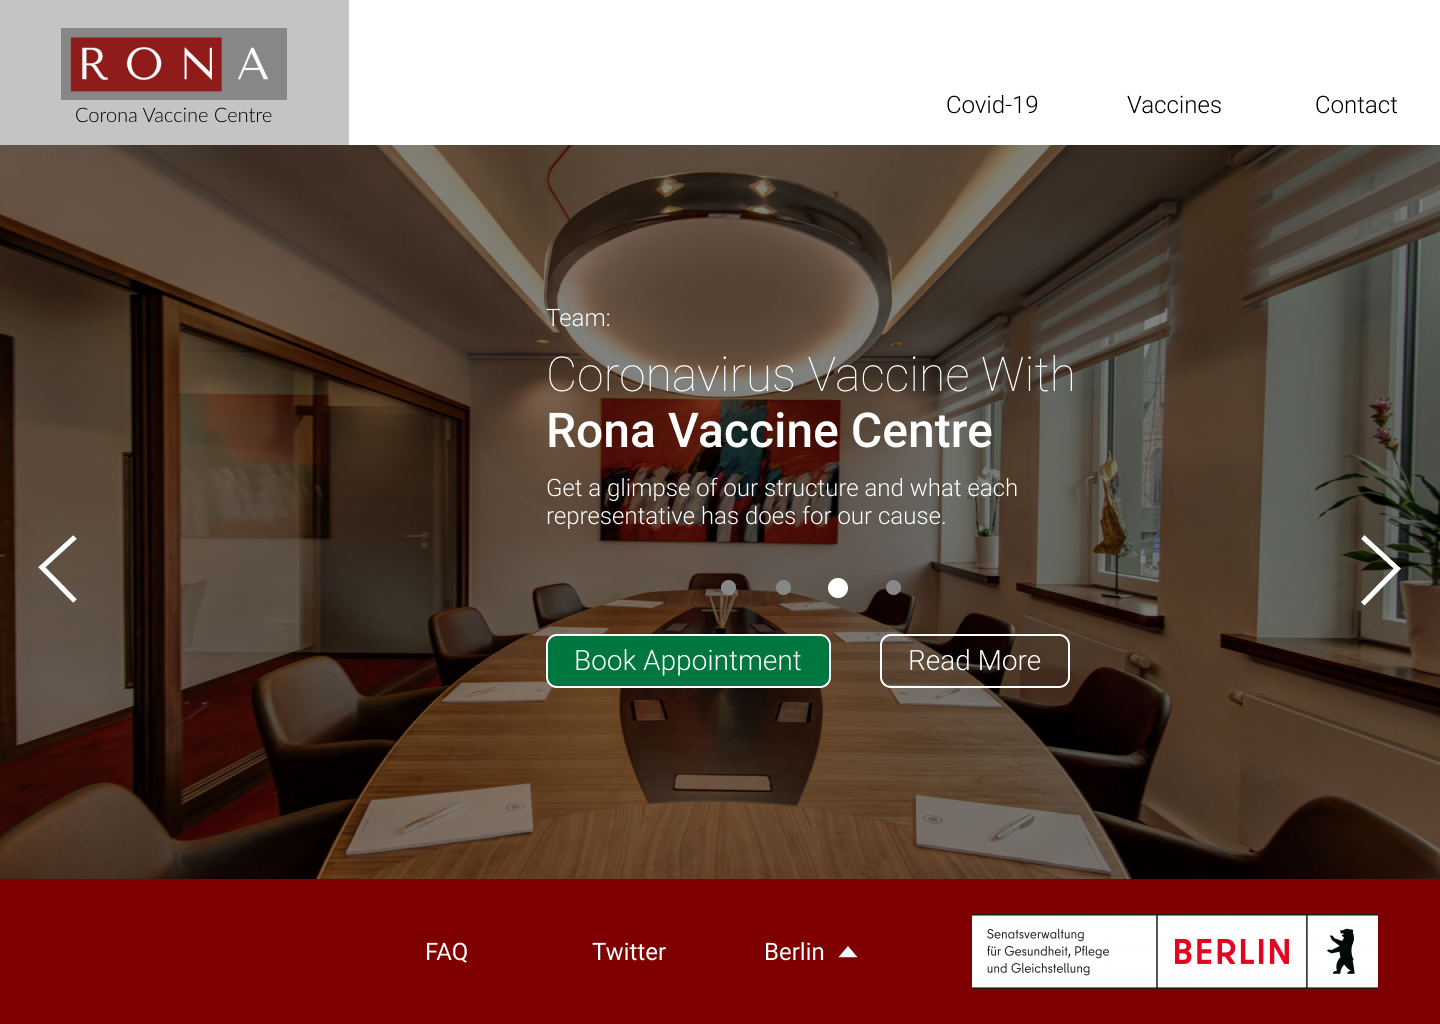 RONA
Corona Vaccine Centre
Covid-19
Vaccines
Contact
Team:
Coronavirus Vaccine With
Rona Vaccine Centre
Get a glimpse of our structure and what each
representative has does for our cause.
Book Appointment
Read More
FAQ
Twitter
Berlin
Senatsverwaltung
für Gesundheit, Pflege
und Gleichstellung
BERLIN